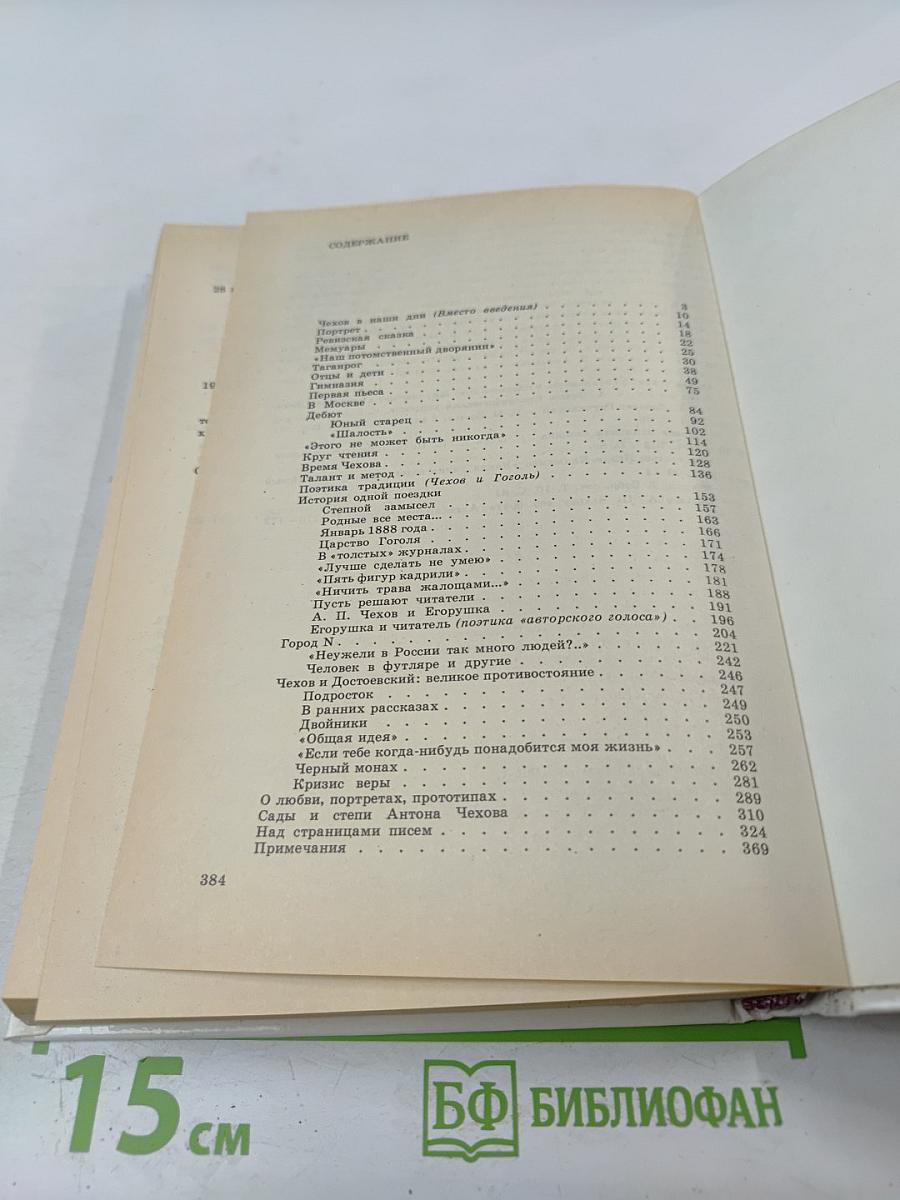 СОДЕРЖАНИЕ
Чехов в наши дни (Вместо введения) 3
Портрет 10
Ревизская сказка 14
Мемуары 18
«Наш потомственный дворянин» 22
Таганрог 25
Отцы и дети 30
Гимназия 38
Первая пьеса 49
В Москве 75
Дебют
Юный старец 84
«Шалость» 92
«Этого не может быть никогда» 102
Круг чтения 114
Время Чехова 120
Талант и метод 128
Поэтика традиции (Чехов и Гоголь) 136
История одной поездки
Степной замысел 153
Родные все места... 157
Январь 1888 года 163
Царство Гоголя 166
В «толстых» журналах 171
«Лучше сделать не умею» 174
«Пять фигур кадрили» 178
«Ничить трава жалощами...» 181
Пусть решают читатели 188
А. П. Чехов и Егорушка 191
Егорушка и читатель (поэтика «авторского голоса») 196
Город N 204
«Неужели в России так много людей?..» 221
Человек в футляре и другие 242
Чехов и Достоевский: великое противостояние 246
Подросток 247
В ранних рассказах 249
Двойники 250
«Общая идея» 253
«Если тебе когда-нибудь понадобится моя жизнь» 257
Черный монах 262
Кризис веры 281
О любви, портретах, прототипах 289
Сады и степи Антона Чехова 310
Над страницами писем 324
Примечания 369
384
28
19
15 см
БФ БИБЛИОФАН